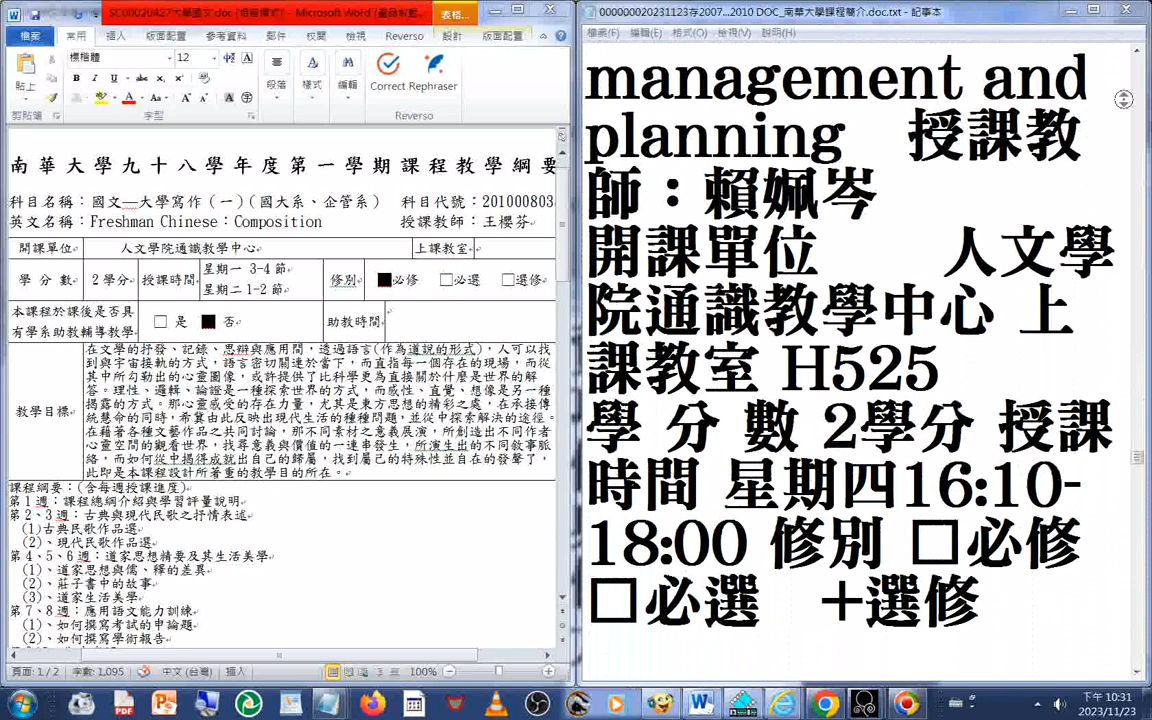 SC00020427大學國文.doc (相容模式) - Microsoft Word (產品啟動...
表格...
檔案
常用
插入
版面配置
參考資料
郵件
校閱
檢視
Reverso
設計
版面配置
標楷體
12
貼上
段落
樣式
編輯
Correct
Rephraser
剪貼簿
字型
Reverso
南華大學九十八學年度第一學期課程教學綱要
科目名稱：國文—大學寫作(一)(國大系、企管系) 科目代號：201000803
英文名稱：Freshman Chinese：Composition 授課教師：王櫻芬
開課單位 人文學院通識教學中心 上課教室
學 分 數 2學分 授課時間 星期一 3-4節
星期二1-2節
修別 ■必修 □必選 □選修
本課程於課後是否具
有學系助教輔導教學
□ 是 ■ 否 助教時間
教學目標
在文學的抒發、記錄、思辯與應用間，透過語言(作為道說的形式)，人可以找
到與宇宙接軌的方式，語言密切關連於當下，而直指每一個存在的現場，而從
其中所勾勒出的心靈圖像，或許提供了比科學更為直接關於什麼是世界的解
答。理性、邏輯、論證是一種探索世界的方式，而感性、直覺、想像是另一種
揭露的方式。那心靈感受的存在力量，尤其是東方思想的精彩之處，在承接傳
統慧命的同時，希冀由此反映出現代生活的種種問題，並從中探索解決的途徑。
在藉著各種文藝作品之共同討論，那不同素材之意義展演，所創造出不同作者
心靈空間的觀看世界，找尋意義與價值的一連串發生，所演生出的不同敘事脈
絡，而如何從中揭得成就出自己的歸屬，找到屬己的特殊性並自在的發聲了，
此即是本課程設計所著重的教學目的所在。
課程綱要：(含每週授課進度)
第1週：課程總綱介紹與學習評量說明
第2、3週：古典與現代民歌之抒情表述
(1)古典民歌作品選
(2)、現代民歌作品選
第4、5、6週：道家思想精要及其生活美學
(1)、道家思想與儒、釋的差異
(2)、莊子書中的故事
(3)、道家生活美學
第7、8週：應用語文能力訓練
(1)、如何撰寫考試的申論題
(2)、如何撰寫學術報告
頁面: 1/2
字數: 1,095
中文(台灣)
插入
100%
000000020231123存2007...2010 DOC_南華大學課程簡介.doc.txt - 記事本
檔案(F) 編輯(E) 格式(O) 檢視(V) 說明(H)
management and
planning 授課教
師：賴姵岑
開課單位 人文學
院通識教學中心 上
課教室 H525
學 分 數 2學分 授課
時間 星期四16:10-
18:00 修別 □必修
□必選 +選修
下午 10:31
2023/11/23